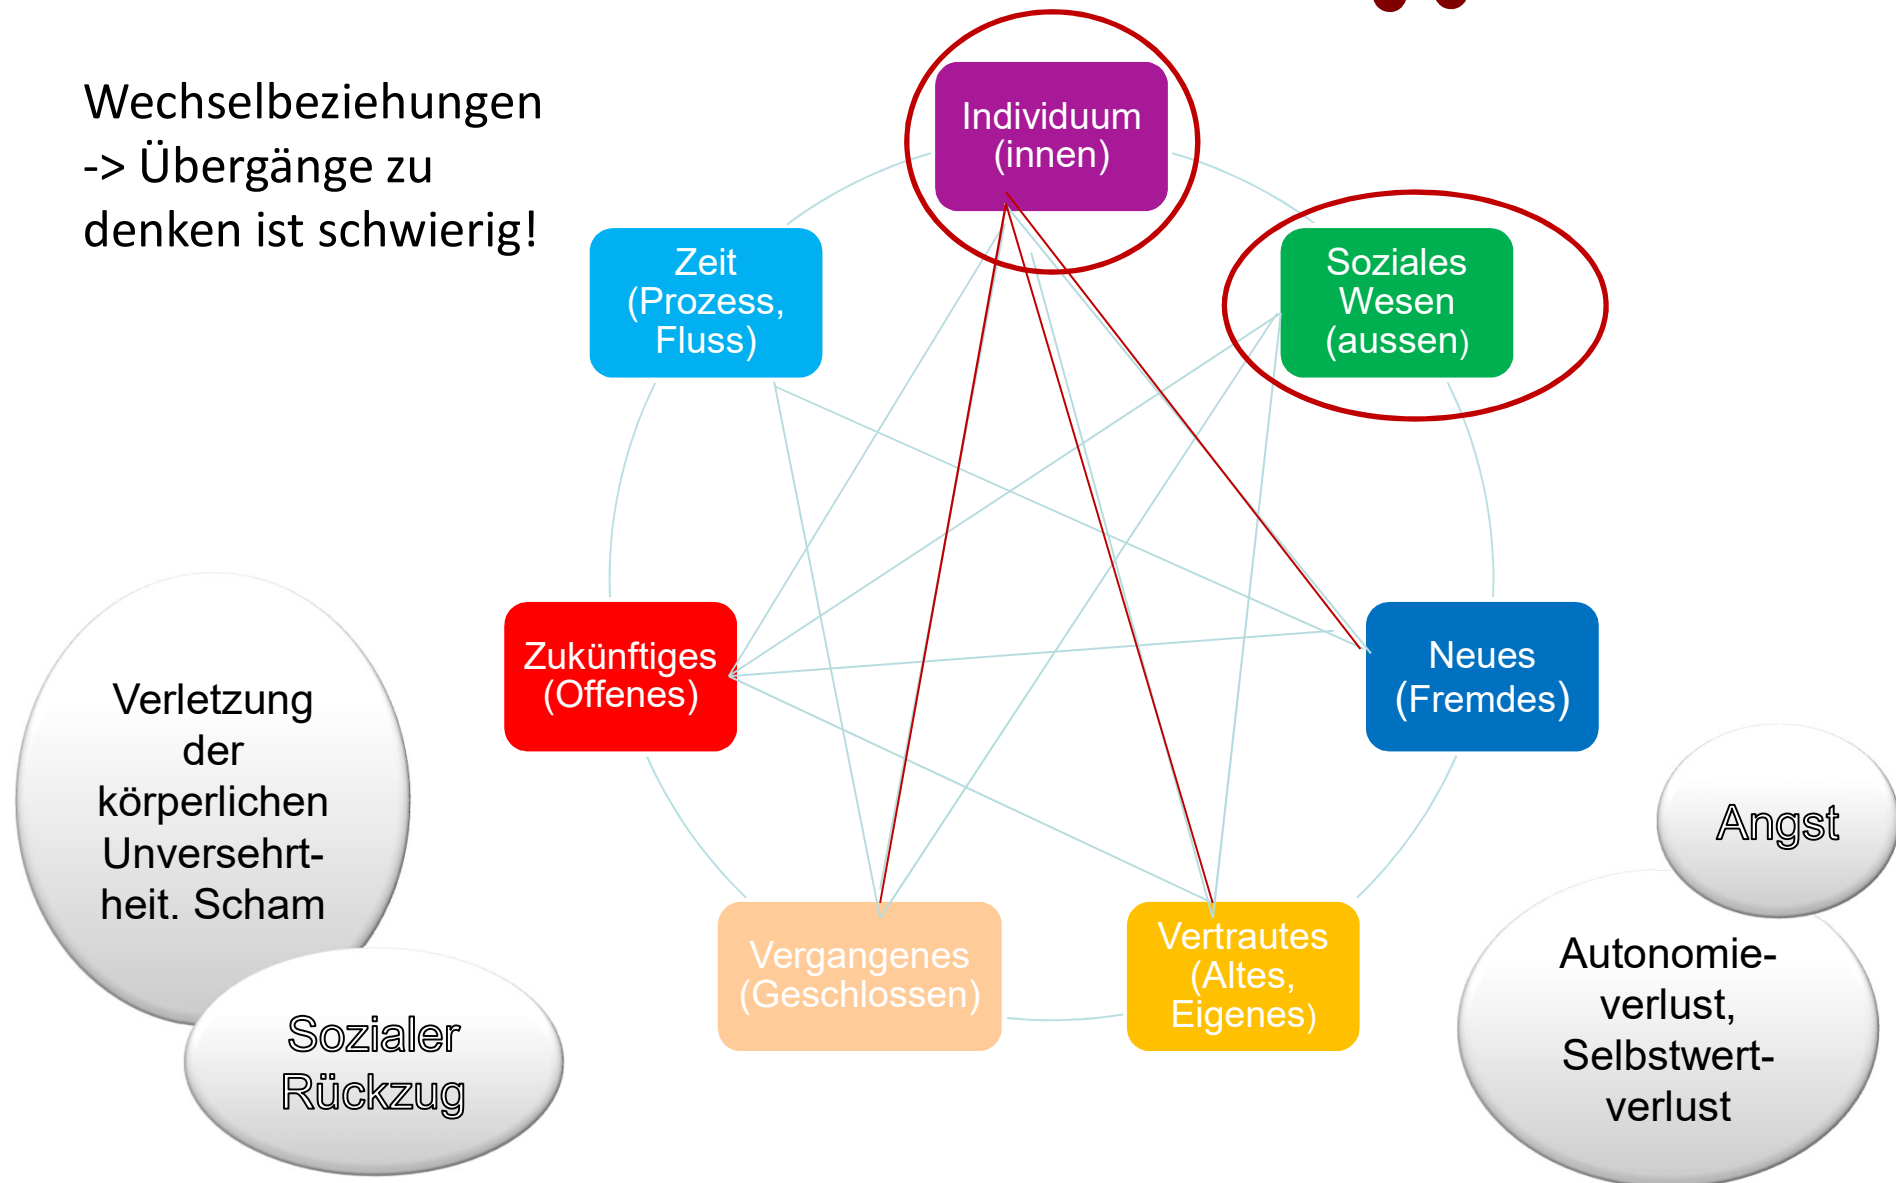 Wechselbeziehungen
-> Übergänge zu
denken ist schwierig!
Individuum
(innen)
Soziales
Wesen
(aussen)
Zeit
(Prozess,
Fluss)
Zukünftiges
(Offenes)
Neues
(Fremdes)
Vergangenes
(Geschlossen)
Vertrautes
(Altes,
Eigenes)
Verletzung
der
körperlichen
Unversehrt-
heit. Scham
Sozialer
Rückzug
Angst
Autonomie-
verlust,
Selbstwert-
verlust